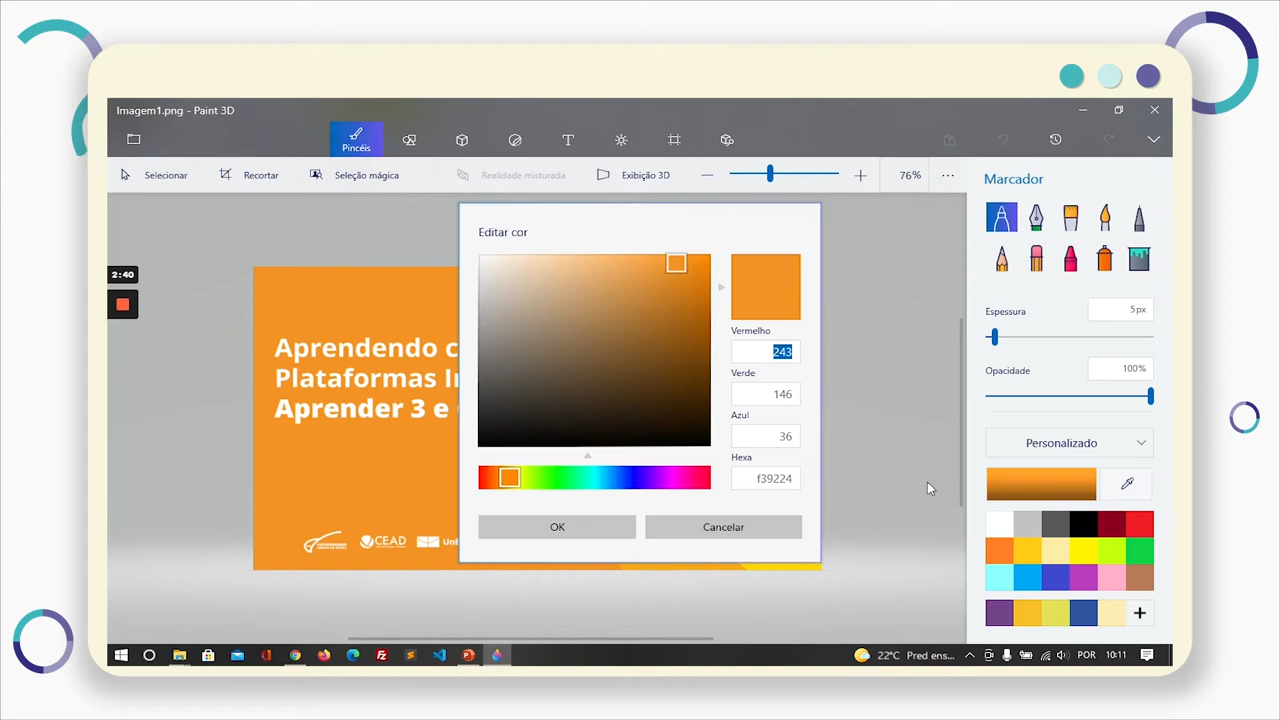 Imagem1.png - Paint 3D
Pincéis
Selecionar
Recortar
Seleção mágica
Realidade misturada
Exibição 3D
76%
Marcador
Editar cor
2:40
Aprendendo c
Plataformas I
Aprender 3 e
Vermelho
243
Verde
146
Azul
36
Hexa
f39224
OK
Cancelar
Espessura
5px
Opacidade
100%
Personalizado
CEAD
22°C Pred ens...
POR
10:11